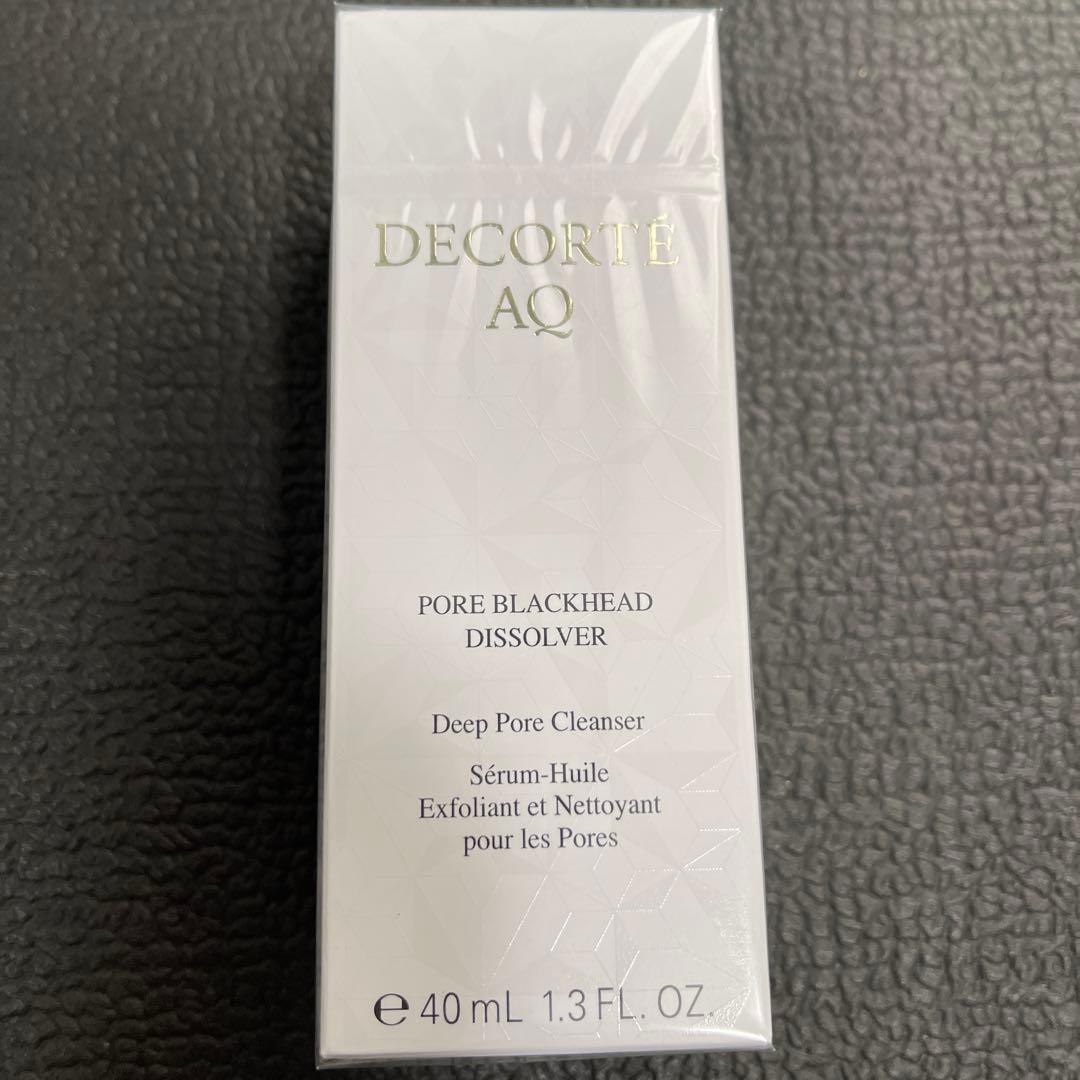 DECORTÉ
AQ
PORE BLACKHEAD
DISSOLVER
Deep Pore Cleanser
Sérum-Huile
Exfoliant et Nettoyant
pour les Pores
℮ 40 mL 1.3 FL. OZ.